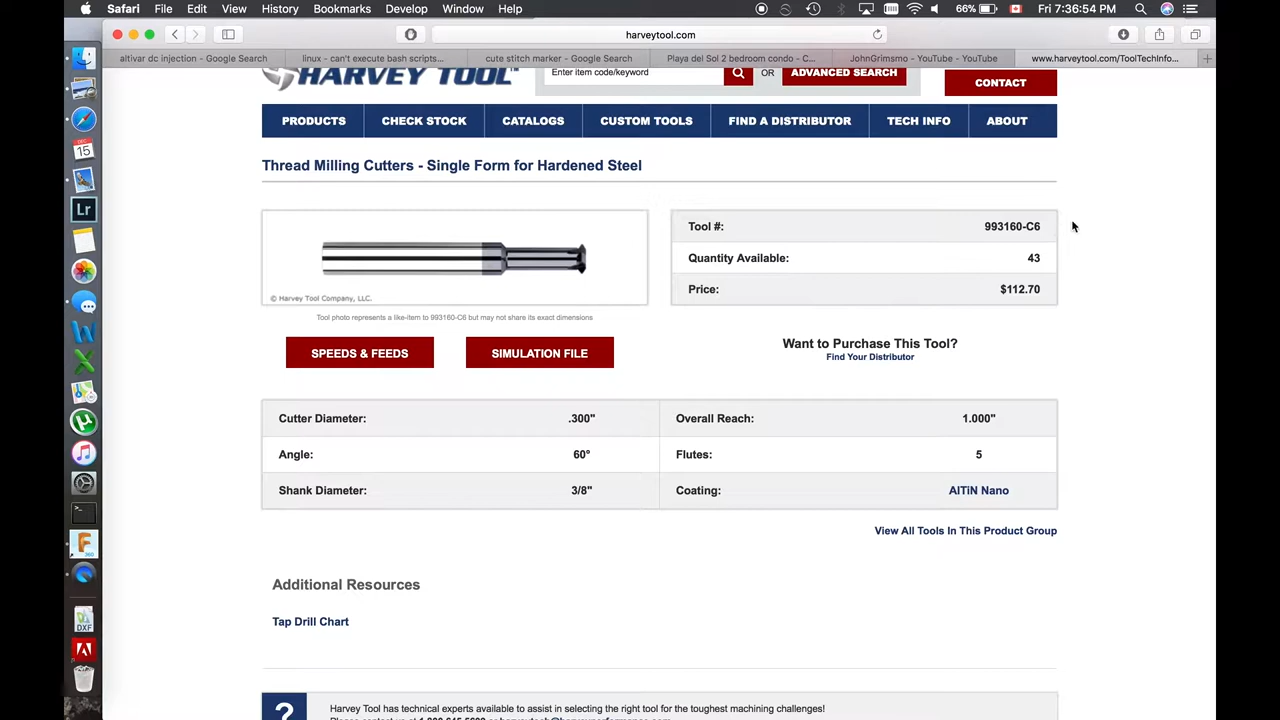 Safari File Edit View History Bookmarks Develop Window Help 66% Fri 7:36:54 PM
harveytool.com
altivar dc injection - Google Search linux - can't execute bash scripts... cute stitch marker - Google Search Playa del Sol 2 bedroom condo - C... JohnGrimsmo - YouTube - YouTube www.harveytool.com/ToolTechInfo...
HARVEY TOOL™ Enter item code/keyword OR ADVANCED SEARCH CONTACT
PRODUCTS CHECK STOCK CATALOGS CUSTOM TOOLS FIND A DISTRIBUTOR TECH INFO ABOUT
Thread Milling Cutters - Single Form for Hardened Steel
© Harvey Tool Company, LLC.
Tool photo represents a like-item to 993160-C6 but may not share its exact dimensions
SPEEDS & FEEDS SIMULATION FILE
Tool #: 993160-C6
Quantity Available: 43
Price: $112.70
Want to Purchase This Tool?
Find Your Distributor
Cutter Diameter: .300" Overall Reach: 1.000"
Angle: 60° Flutes: 5
Shank Diameter: 3/8" Coating: AlTiN Nano
View All Tools In This Product Group
Additional Resources
Tap Drill Chart
? Harvey Tool has technical experts available to assist in selecting the right tool for the toughest machining challenges!
DEC
15
Lr
W
X
µ
F
360
DXF
A